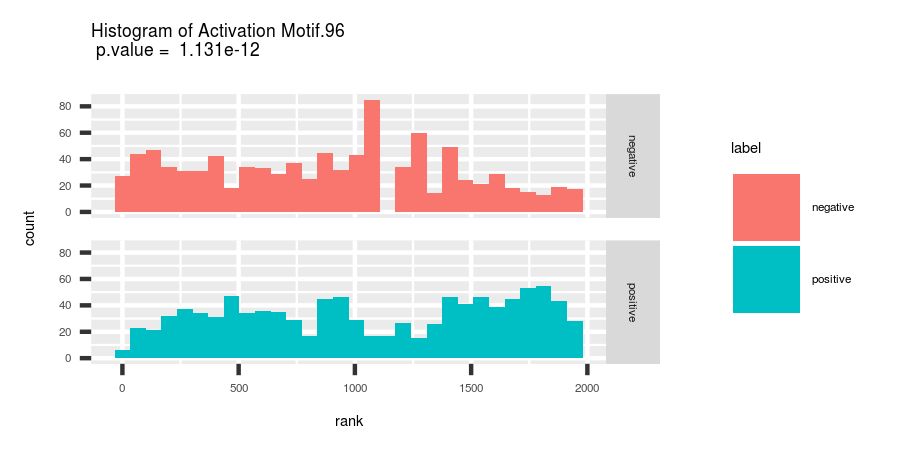 Histogram of Activation Motif.96
p.value = 1.131e-12
count
80
60
40
20
0
negative
80
60
40
20
0
positive
0 500 1000 1500 2000
rank
label
negative
positive